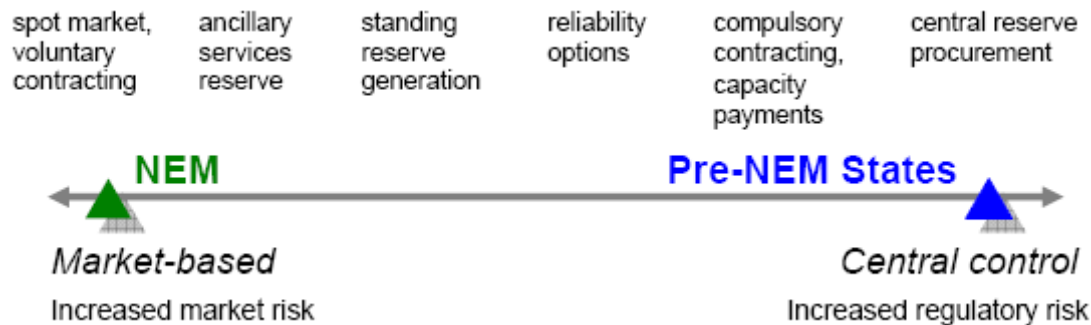 spot market,
voluntary
contracting
ancillary
services
reserve
standing
reserve
generation
reliability
options
compulsory
contracting,
capacity
payments
central reserve
procurement
NEM
Pre-NEM States
Market-based
Central control
Increased market risk
Increased regulatory risk